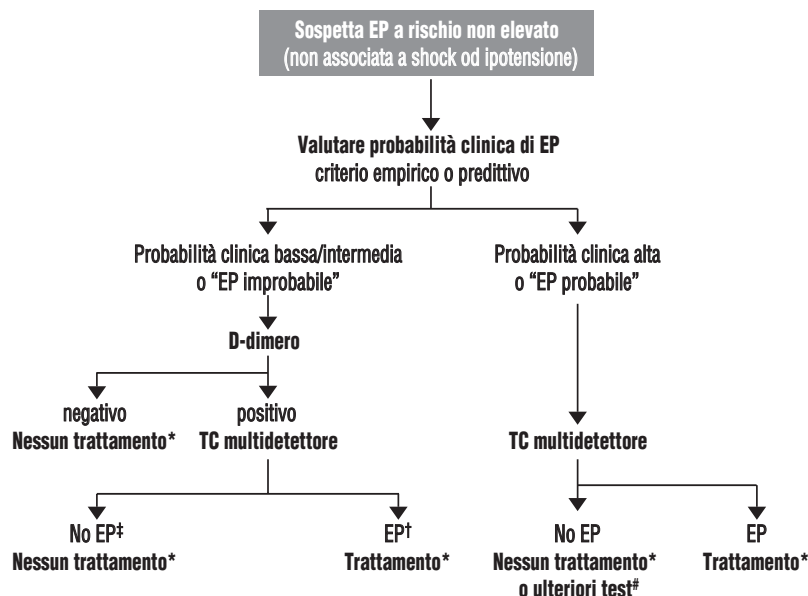 Sospetta EP a rischio non elevato
(non associata a shock od ipotensione)
Valutare probabilità clinica di EP
criterio empirico o predittivo
Probabilità clinica bassa/intermedia
o “EP improbabile”
Probabilità clinica alta
o “EP probabile”
D-dimero
negativo
Nessun trattamento*
positivo
TC multidettore
TC multidettore
No EP‡
Nessun trattamento*
EP†
Trattamento*
No EP
Nessun trattamento*
o ulteriori test#
EP
Trattamento*